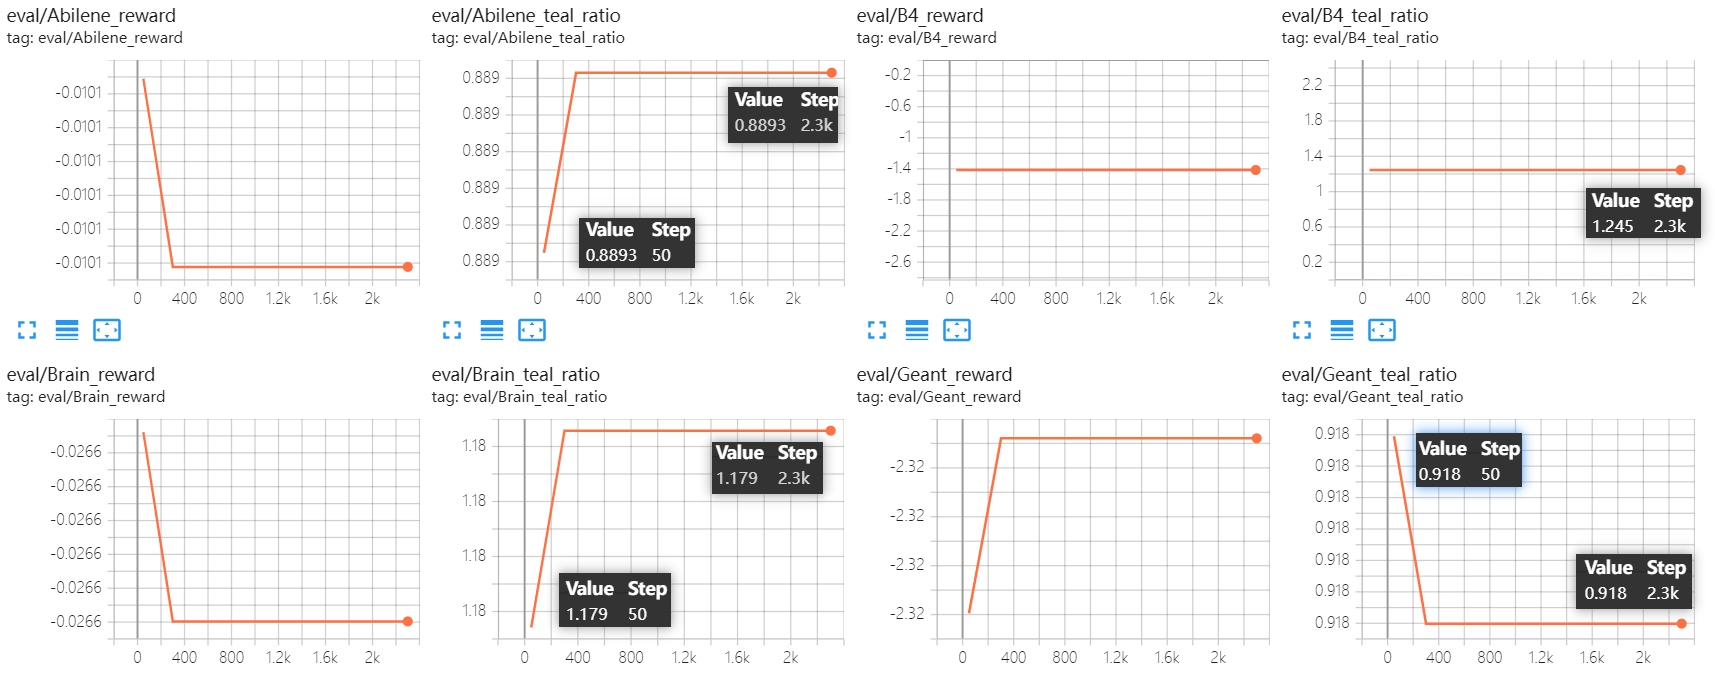 eval/Abilene_reward
tag: eval/Abilene_reward
-0.0101
-0.0101
-0.0101
-0.0101
-0.0101
-0.0101
0 400 800 1.2k 1.6k 2k
eval/Abilene_teal_ratio
tag: eval/Abilene_teal_ratio
0.889
0.889
0.889
0.889
0.889
0.889
Value Step
0.8893 2.3k
Value Step
0.8893 50
0 400 800 1.2k 1.6k 2k
eval/B4_reward
tag: eval/B4_reward
-0.2
-0.6
-1
-1.4
-1.8
-2.2
-2.6
0 400 800 1.2k 1.6k 2k
eval/B4_teal_ratio
tag: eval/B4_teal_ratio
2.2
1.8
1.4
1
0.6
0.2
Value Step
1.245 2.3k
0 400 800 1.2k 1.6k 2k
eval/Brain_reward
tag: eval/Brain_reward
-0.0266
-0.0266
-0.0266
-0.0266
-0.0266
-0.0266
0 400 800 1.2k 1.6k 2k
eval/Brain_teal_ratio
tag: eval/Brain_teal_ratio
1.18
1.18
1.18
1.18
Value Step
1.179 2.3k
Value Step
1.179 50
0 400 800 1.2k 1.6k 2k
eval/Geant_reward
tag: eval/Geant_reward
-2.32
-2.32
-2.32
-2.32
0 400 800 1.2k 1.6k 2k
eval/Geant_teal_ratio
tag: eval/Geant_teal_ratio
0.918
0.918
0.918
0.918
0.918
0.918
0.918
Value Step
0.918 50
Value Step
0.918 2.3k
0 400 800 1.2k 1.6k 2k